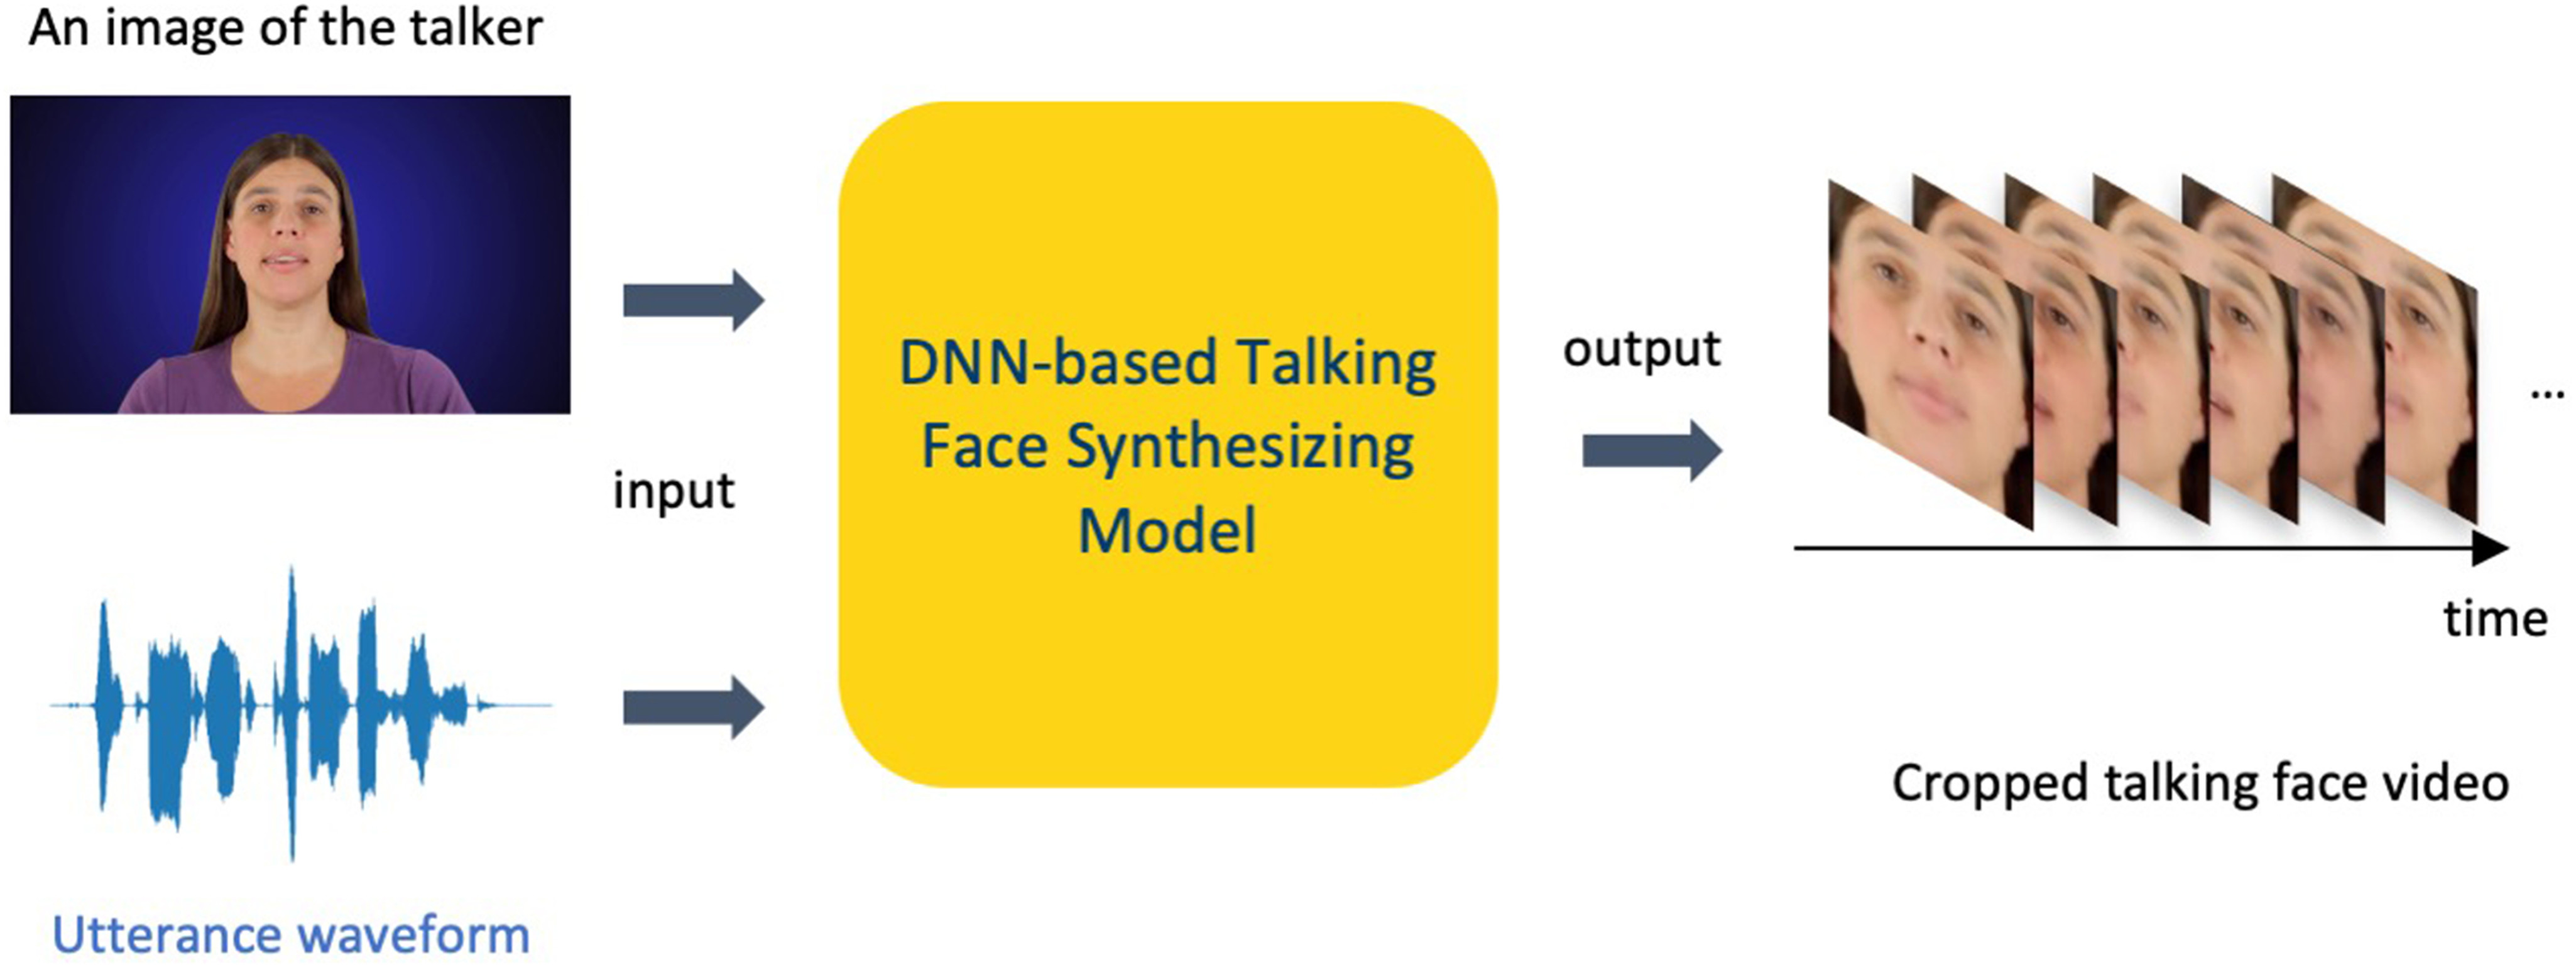 An image of the talker
input
Utterance waveform
DNN-based Talking
Face Synthesizing
Model
output
...
time
Cropped talking face video